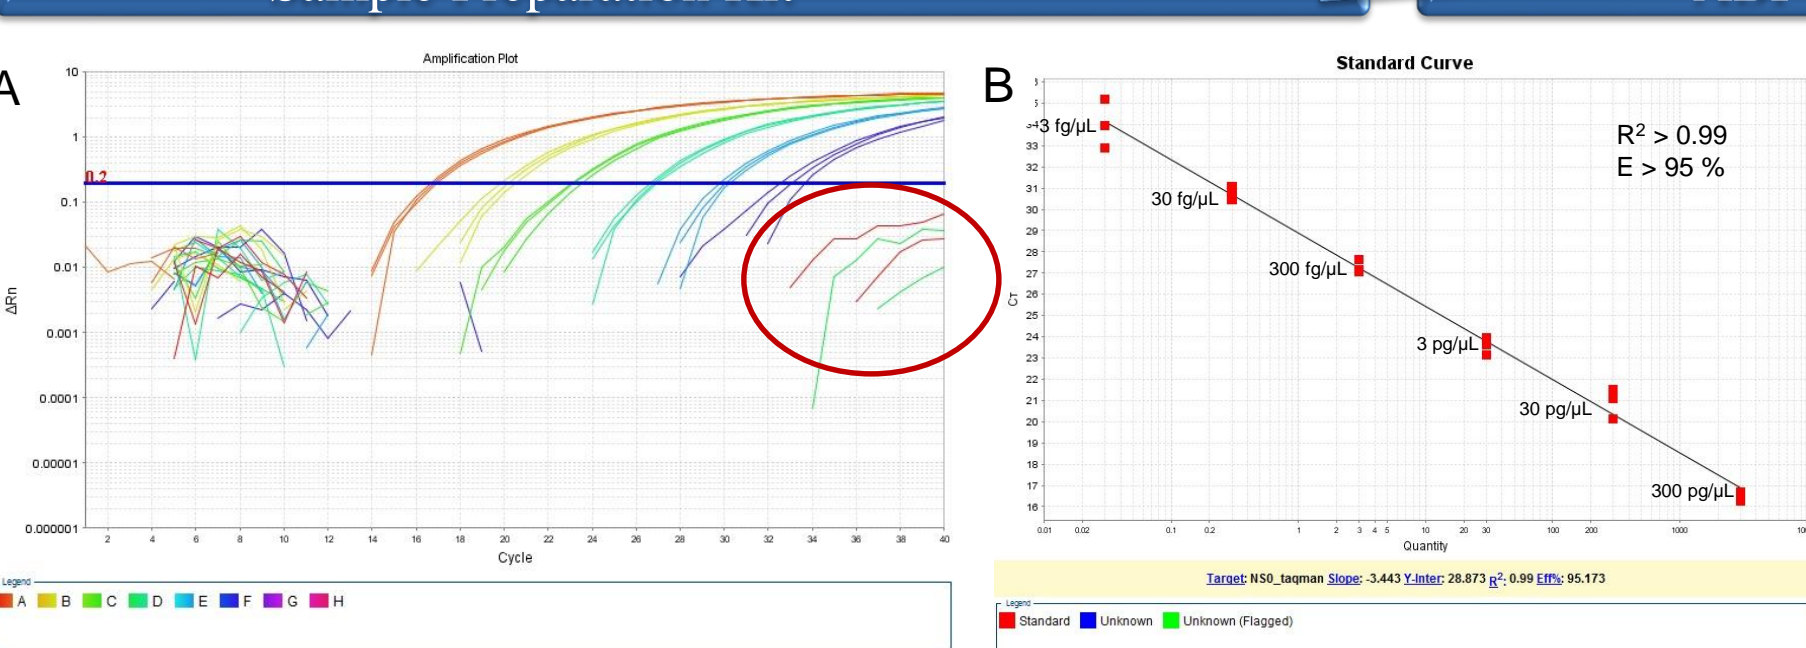 Sample Preparation Kit
A
Amplification Plot
10
1
0.2
0.1
0.01
0.001
0.0001
0.00001
0.000001
ΔRn
2 4 6 8 10 12 14 16 18 20 22 24 26 28 30 32 34 36 38 40
Cycle
Legend
A B C D E F G H
B
Standard Curve
R² > 0.99
E > 95 %
3 fg/µL
30 fg/µL
300 fg/µL
3 pg/µL
30 pg/µL
300 pg/µL
33
32
31
30
29
28
27
26
25
24
23
22
21
20
19
18
17
16
Cт
0.01 0.02 0.1 0.2 1 2 3 4 5 10 20 30 100 200 1000
Quantity
Target: NS0_taqman Slope: -3.443 Y-Inter: 28.873 R²: 0.99 Eff%: 95.173
Legend
Standard Unknown Unknown (Flagged)